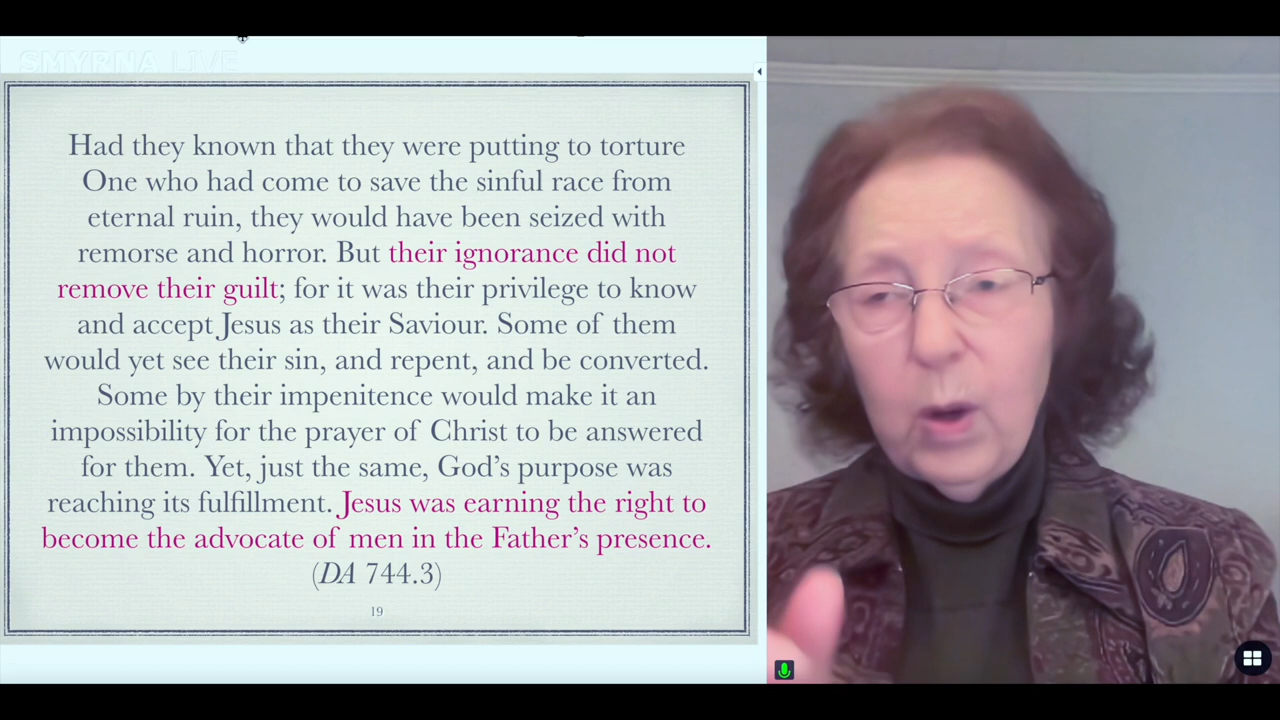 SMYRNA LIVE
Had they known that they were putting to torture
One who had come to save the sinful race from
eternal ruin, they would have been seized with
remorse and horror. But their ignorance did not
remove their guilt; for it was their privilege to know
and accept Jesus as their Saviour. Some of them
would yet see their sin, and repent, and be converted.
Some by their impenitence would make it an
impossibility for the prayer of Christ to be answered
for them. Yet, just the same, God’s purpose was
reaching its fulfillment. Jesus was earning the right to
become the advocate of men in the Father’s presence.
(DA 744.3)
19